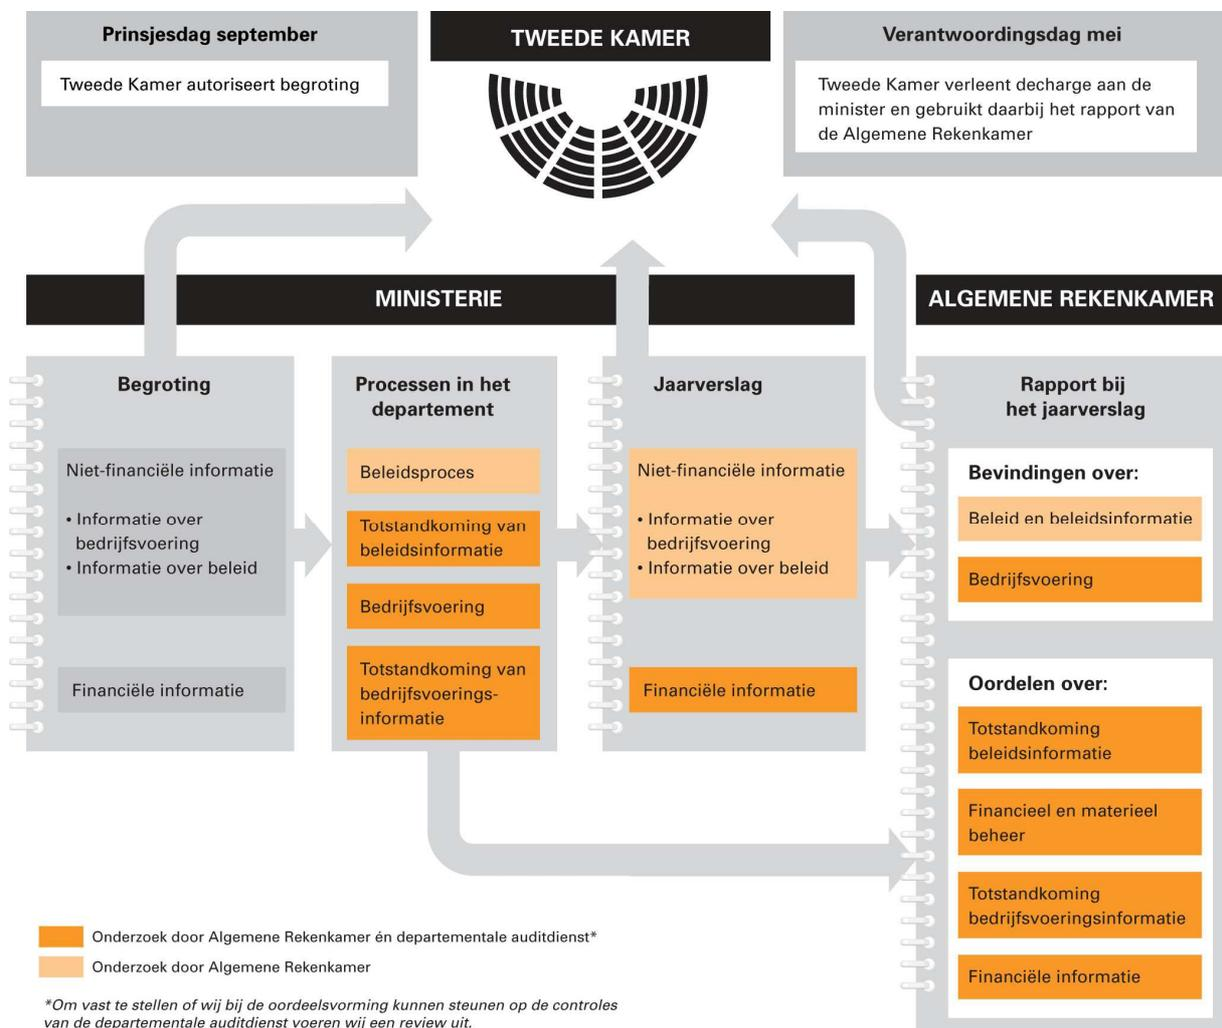 Prinsjesdag september
Tweede Kamer autoriseert begroting
TWEEDE KAMER
Verantwoordingsdag mei
Tweede Kamer verleent decharge aan de
minister en gebruikt daarbij het rapport van
de Algemene Rekenkamer
MINISTERIE
ALGEMENE REKENKAMER
Begroting
Niet-financiële informatie
• Informatie over
bedrijfsvoering
• Informatie over beleid
Financiële informatie
Processen in het
departement
Beleidsproces
Totstandkoming van
beleidsinformatie
Bedrijfsvoering
Totstandkoming van
bedrijfsvoerings-
informatie
Jaarverslag
Niet-financiële informatie
• Informatie over
bedrijfsvoering
• Informatie over beleid
Financiële informatie
Rapport bij
het jaarverslag
Bevindingen over:
Beleid en beleidsinformatie
Bedrijfsvoering
Oordelen over:
Totstandkoming
beleidsinformatie
Financieel en materieel
beheer
Totstandkoming
bedrijfsvoeringsinformatie
Financiële informatie
Onderzoek door Algemene Rekenkamer én departementale auditdienst*
Onderzoek door Algemene Rekenkamer
*Om vast te stellen of wij bij de oordeelsvorming kunnen steunen op de controles
van de departementale auditdienst voeren wij een review uit.